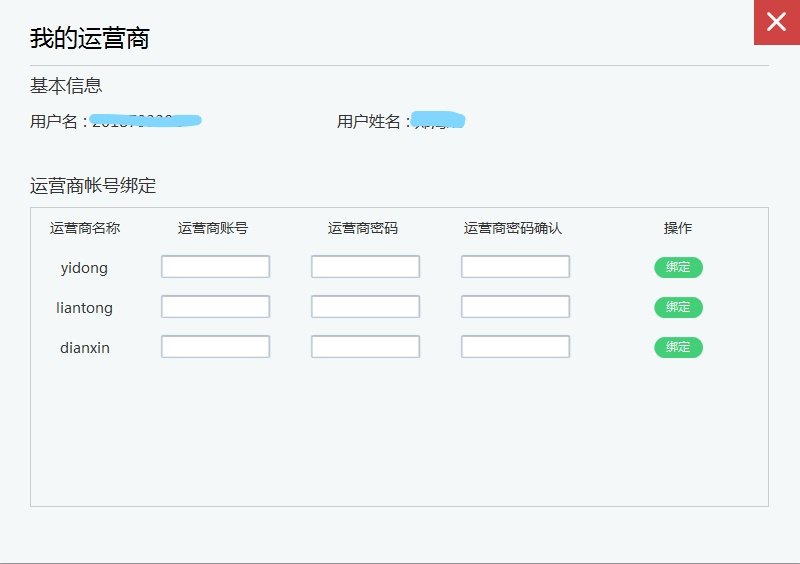 我的运营商
基本信息
用户名 : 用户姓名 :
运营商帐号绑定
运营商名称 运营商账号 运营商密码 运营商密码确认 操作
yidong 绑定
liantong 绑定
dianxin 绑定